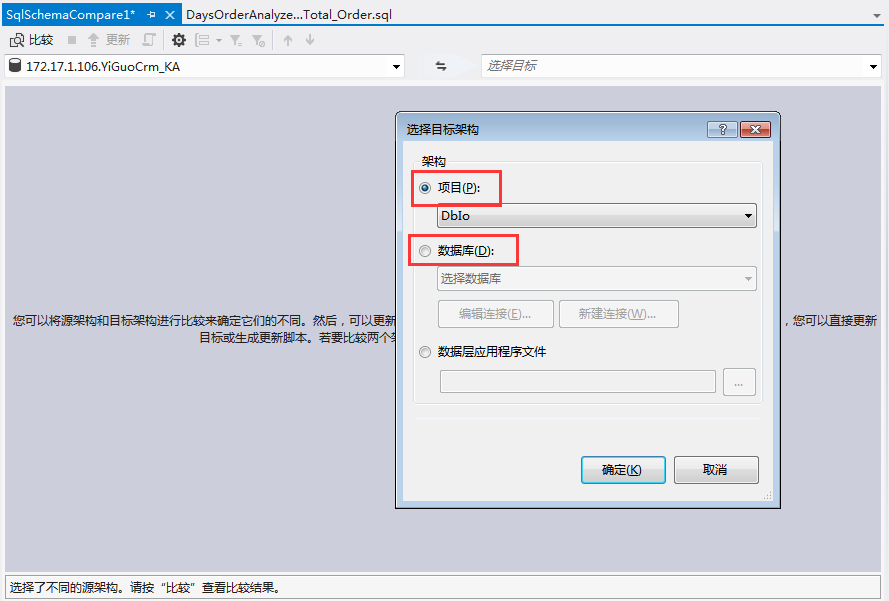 SqlSchemaCompare1*
DaysOrderAnalyze...Total_Order.sql
比较
更新
172.17.1.106.YiGuoCrm_KA
选择目标
选择目标架构
架构
项目(P):
DbIo
数据库(D):
选择数据库
编辑连接(E)...
新建连接(W)...
数据层应用程序文件
...
确定(K)
取消
您可以将源架构和目标架构进行比较来确定它们的不同。然后，可以更新
，您可以直接更新
目标或生成更新脚本。若要比较两个
选择了不同的源架构。请按“比较”查看比较结果。